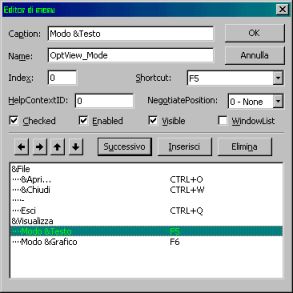 Editor di menu
Caption: Modo &Testo OK
Name: OptView_Mode Annulla
Index: 0 Shortcut: F5
HelpContextID: 0 NegotiatePosition: 0 - None
Checked Enabled Visible WindowList
Successivo Inserisci Elimina
&File
····&Apri... CTRL+O
····&Chiudi CTRL+W
····-
····&Esci CTRL+Q
&Visualizza
····Modo &Testo F5
····Modo &Grafico F6